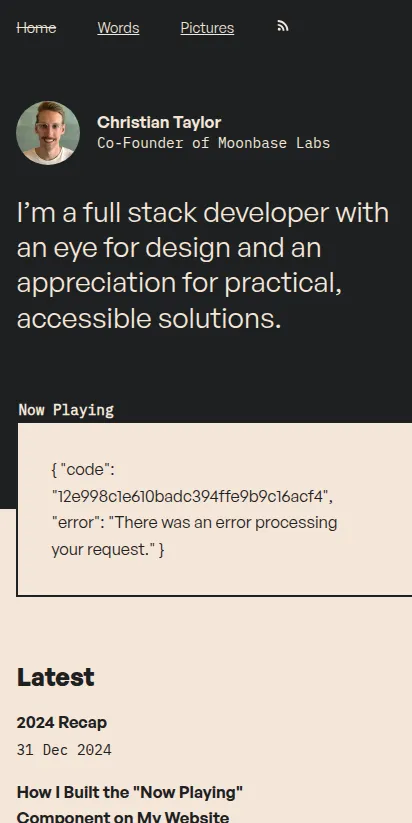 Home Words Pictures
Christian Taylor
Co-Founder of Moonbase Labs
I’m a full stack developer with
an eye for design and an
appreciation for practical,
accessible solutions.
Now Playing
{ "code":
"12e998c1e610badc394ffe9b9c16acf4",
"error": "There was an error processing
your request." }
Latest
2024 Recap
31 Dec 2024
How I Built the "Now Playing"
Component on My Website